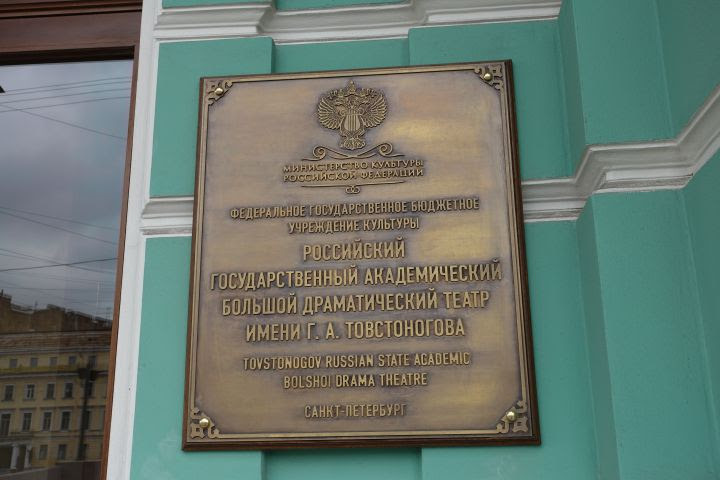 МИНИСТЕРСТВО КУЛЬТУРЫ
РОССИЙСКОЙ ФЕДЕРАЦИИ
ФЕДЕРАЛЬНОЕ ГОСУДАРСТВЕННОЕ БЮДЖЕТНОЕ
УЧРЕЖДЕНИЕ КУЛЬТУРЫ
РОССИЙСКИЙ
ГОСУДАРСТВЕННЫЙ АКАДЕМИЧЕСКИЙ
БОЛЬШОЙ ДРАМАТИЧЕСКИЙ ТЕАТР
ИМЕНИ Г. А. ТОВСТОНОГОВА
TOVSTONOGOV RUSSIAN STATE ACADEMIC
BOLSHOI DRAMA THEATRE
САНКТ-ПЕТЕРБУРГ